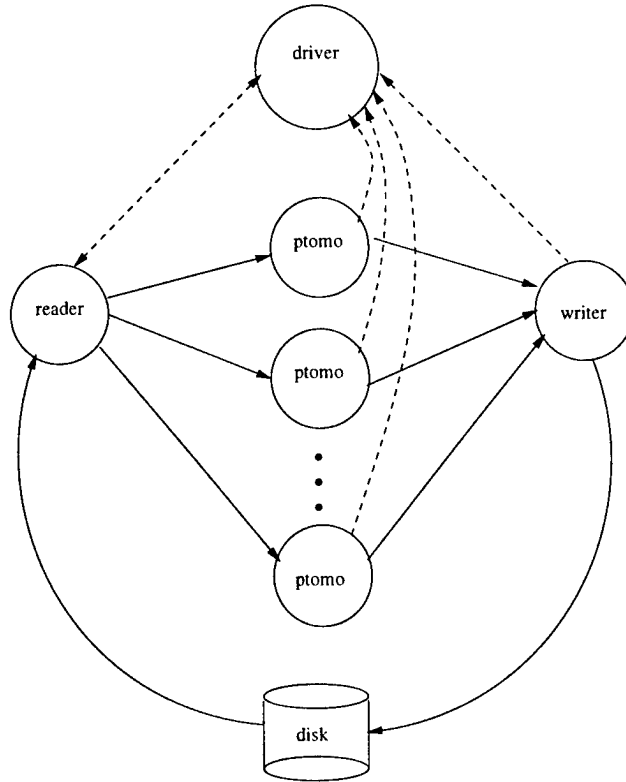 driver
ptomo
reader
writer
ptomo
ptomo
disk